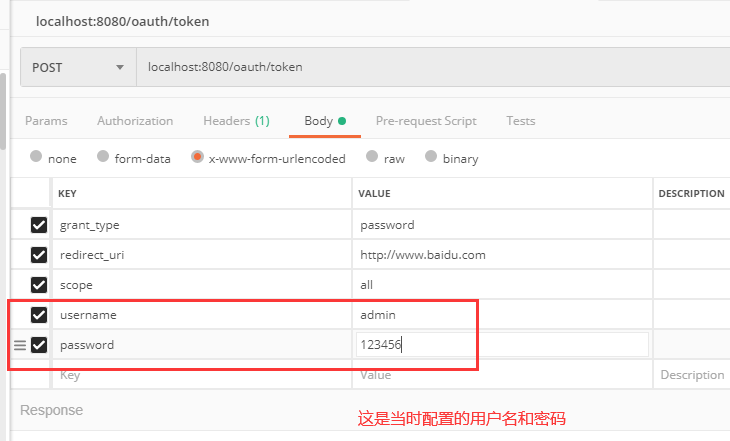 localhost:8080/oauth/token
POST localhost:8080/oauth/token
Params Authorization Headers (1) Body Pre-request Script Tests
none form-data x-www-form-urlencoded raw binary
KEY VALUE DESCRIPTION
grant_type password
redirect_uri http://www.baidu.com
scope all
username admin
password 123456
Key Value Description
Response
这是当时配置的用户名和密码